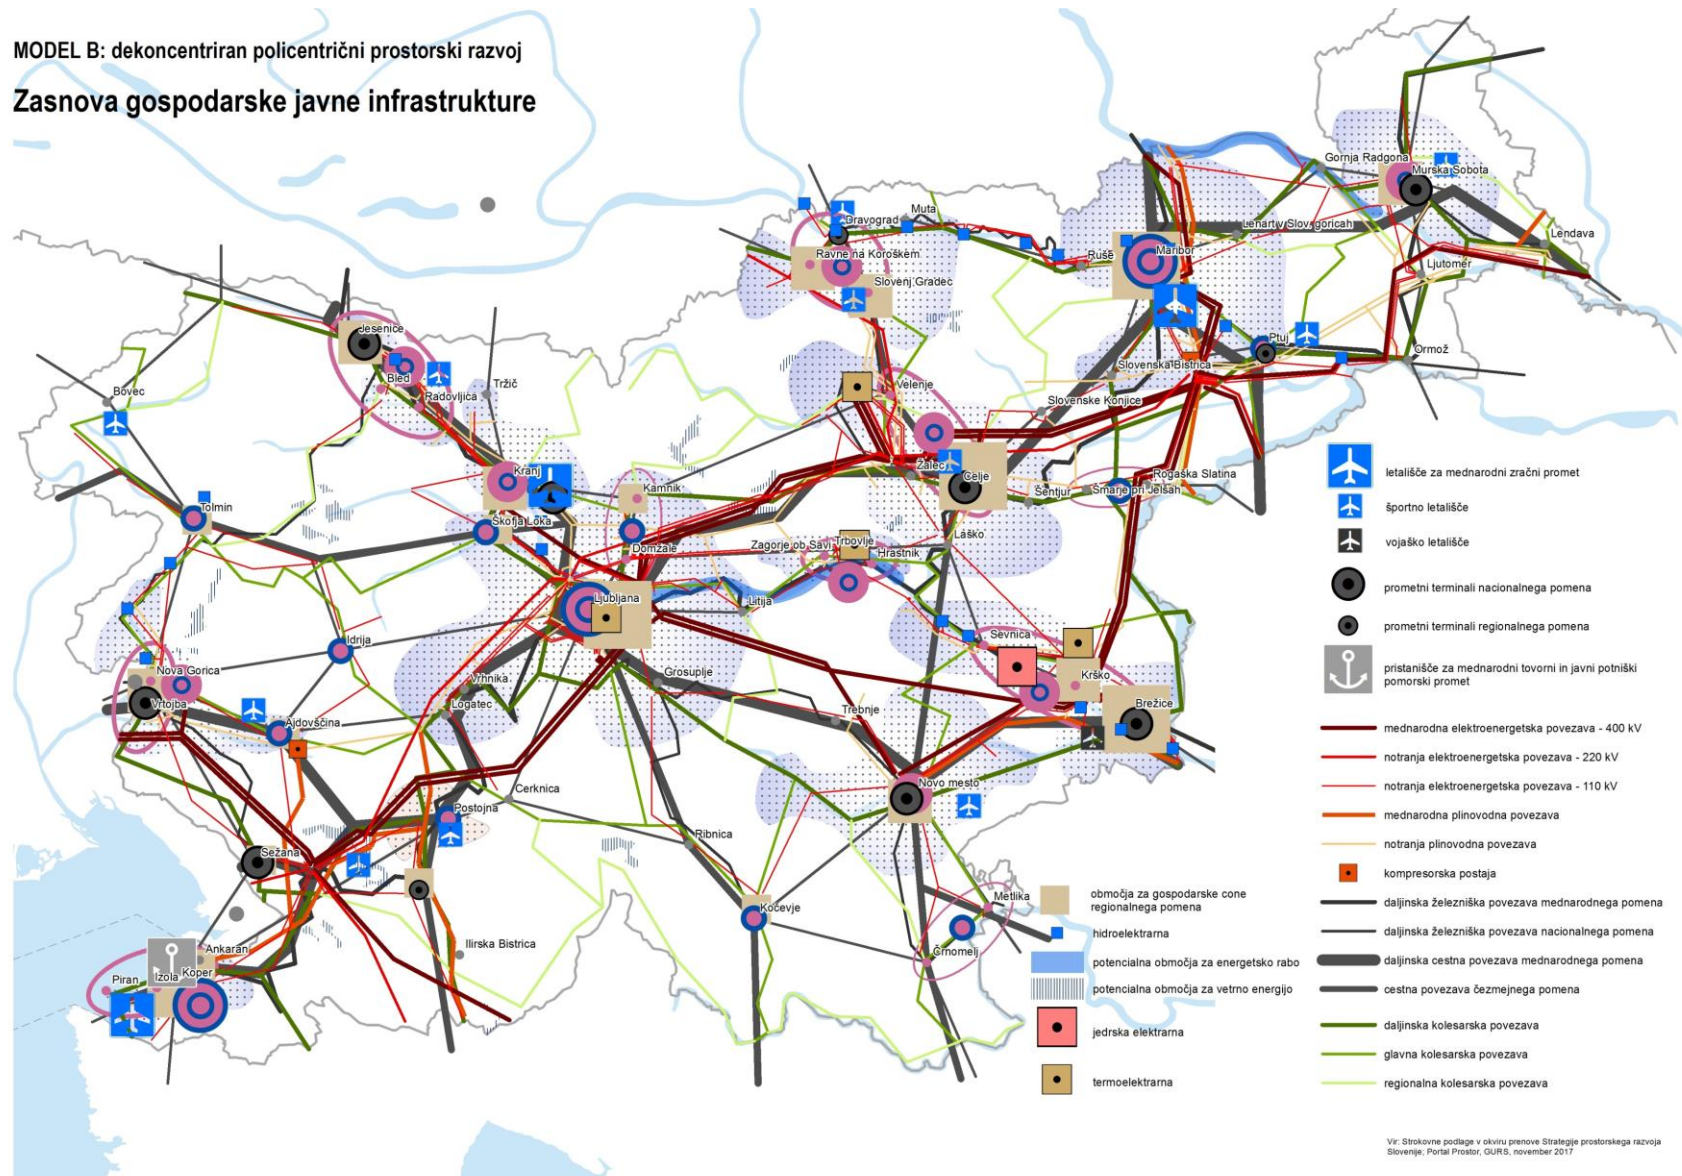 MODEL B: dekoncentriran policentrični prostorski razvoj
Zasnova gospodarske javne infrastrukture
Gornja Radgona
Murska Sobota
Muta
Dravograd
Lenart v Slov. goricah
Lendava
Maribor
Ravne na Koroškem
Ruše
Ljutomer
Slovenj Gradec
Jesenice
Ptuj
Ormož
Bled
Tržič
Slovenska Bistrica
Bovec
Radovljica
Velenje
Slovenske Konjice
Kranj
Žalec
Celje
Rogaška Slatina
Kamnik
Šentjur
Šmarje pri Jelšah
Tolmin
Škofja Loka
Laško
Zagorje ob Savi
Trbovlje
Hrastnik
Domžale
Ljubljana
Litija
Idrija
Sevnica
Nova Gorica
Grosuplje
Krško
Vrhnika
Vrtojba
Logatec
Brežice
Ajdovščina
Trebnje
Novo mesto
Cerknica
Postojna
Ribnica
Sežana
Metlika
Kočevje
Ilirska Bistrica
Ankaran
Črnomelj
Piran
Izola
Koper
letališče za mednarodni zračni promet
športno letališče
vojaško letališče
prometni terminali nacionalnega pomena
prometni terminali regionalnega pomena
pristanišče za mednarodni tovorni in javni potniški
pomorski promet
mednarodna elektroenergetska povezava - 400 kV
notranja elektroenergetska povezava - 220 kV
notranja elektroenergetska povezava - 110 kV
mednarodna plinovodna povezava
notranja plinovodna povezava
kompresorska postaja
daljinska železniška povezava mednarodnega pomena
daljinska železniška povezava nacionalnega pomena
daljinska cestna povezava mednarodnega pomena
cestna povezava čezmejnega pomena
daljinska kolesarska povezava
glavna kolesarska povezava
regionalna kolesarska povezava
območja za gospodarske cone
regionalnega pomena
hidroelektrarna
potencialna območja za energetsko rabo
potencialna območja za vetrno energijo
jedrska elektrarna
termoelektrarna
Vir: Strokovne podlage v okviru prenove Strategije prostorskega razvoja
Slovenije; Portal Prostor, GURS, november 2017